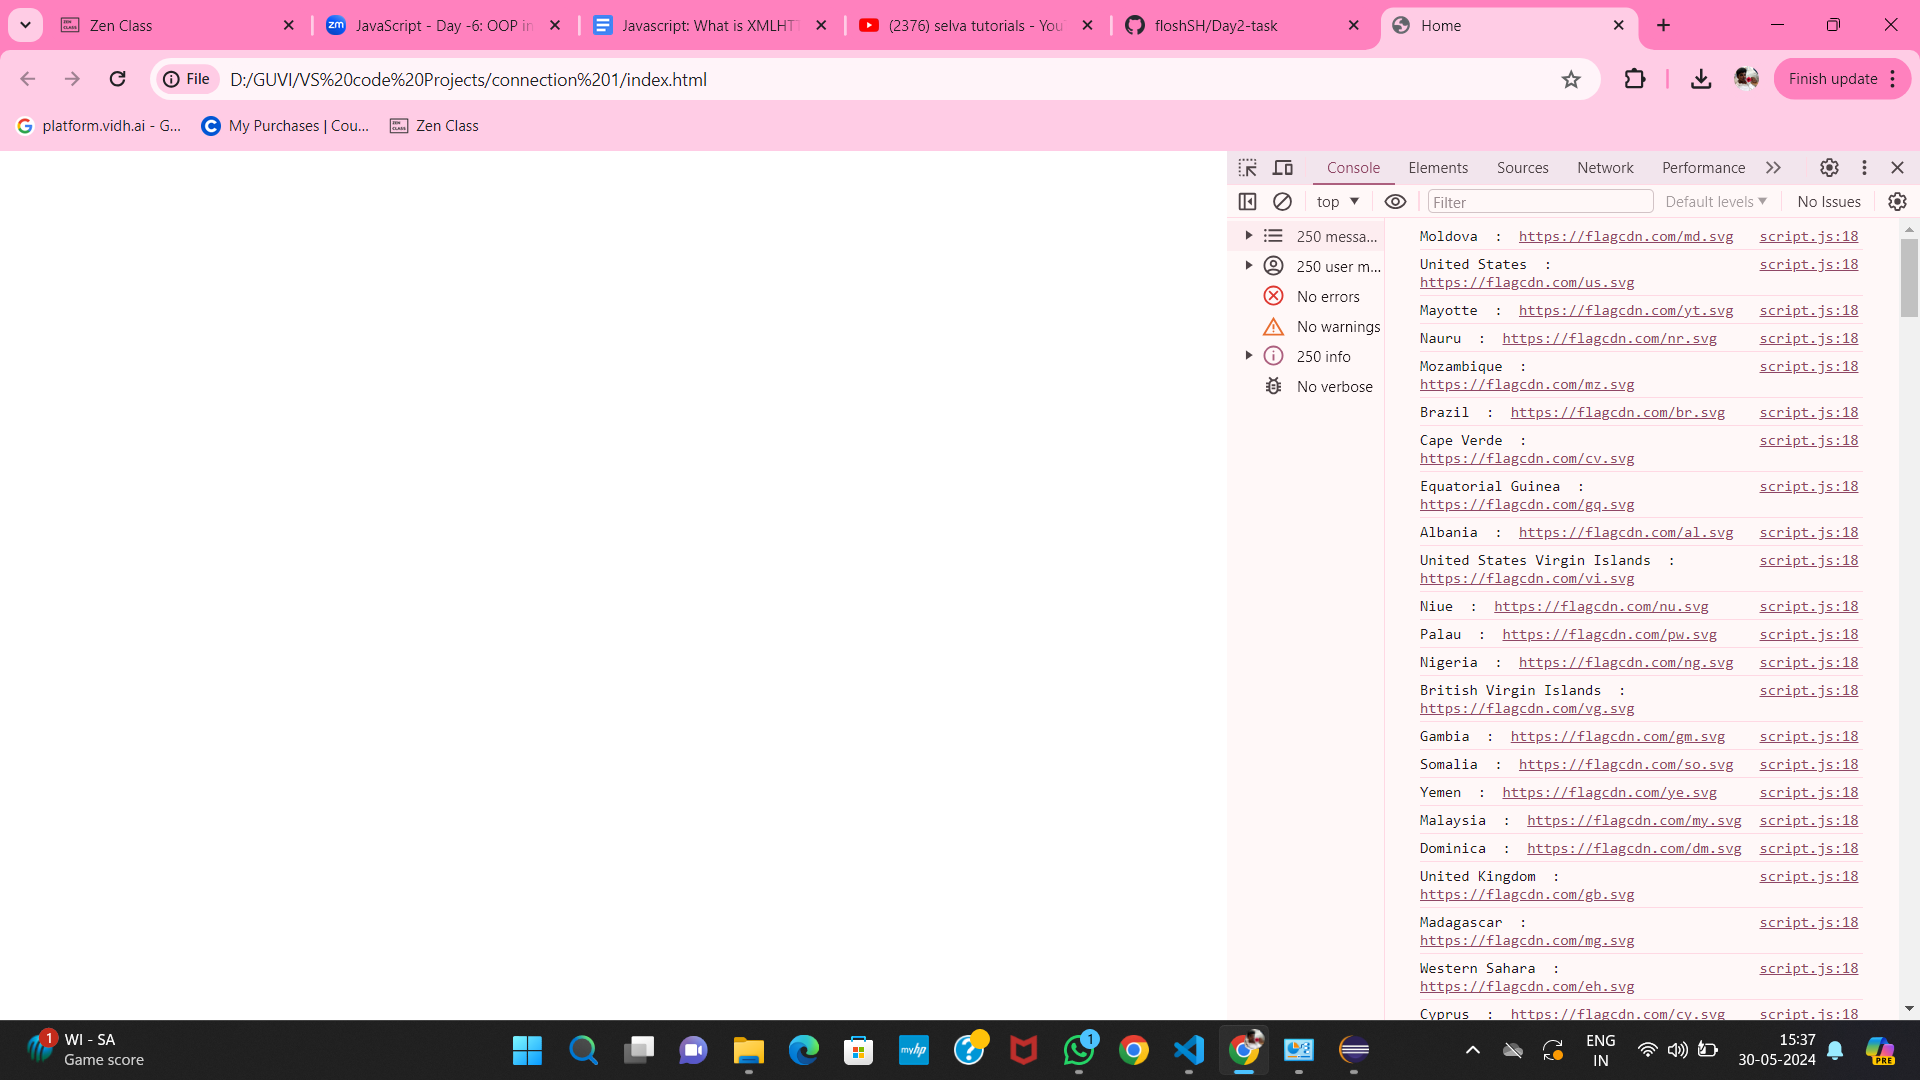 Zen Class
JavaScript - Day -6: OOP in
Javascript: What is XMLHTT
(2376) selva tutorials - You
floshSH/Day2-task
Home
File
D:/GUVI/VS%20code%20Projects/connection%201/index.html
Finish update
platform.vidh.ai - G...
My Purchases | Cou...
Zen Class
Console
Elements
Sources
Network
Performance
top
Filter
Default levels
No Issues
250 messa...
250 user m...
No errors
No warnings
250 info
No verbose
Moldova : https://flagcdn.com/md.svg script.js:18
United States : script.js:18
https://flagcdn.com/us.svg
Mayotte : https://flagcdn.com/yt.svg script.js:18
Nauru : https://flagcdn.com/nr.svg script.js:18
Mozambique : script.js:18
https://flagcdn.com/mz.svg
Brazil : https://flagcdn.com/br.svg script.js:18
Cape Verde : script.js:18
https://flagcdn.com/cv.svg
Equatorial Guinea : script.js:18
https://flagcdn.com/gq.svg
Albania : https://flagcdn.com/al.svg script.js:18
United States Virgin Islands : script.js:18
https://flagcdn.com/vi.svg
Niue : https://flagcdn.com/nu.svg script.js:18
Palau : https://flagcdn.com/pw.svg script.js:18
Nigeria : https://flagcdn.com/ng.svg script.js:18
British Virgin Islands : script.js:18
https://flagcdn.com/vg.svg
Gambia : https://flagcdn.com/gm.svg script.js:18
Somalia : https://flagcdn.com/so.svg script.js:18
Yemen : https://flagcdn.com/ye.svg script.js:18
Malaysia : https://flagcdn.com/my.svg script.js:18
Dominica : https://flagcdn.com/dm.svg script.js:18
United Kingdom : script.js:18
https://flagcdn.com/gb.svg
Madagascar : script.js:18
https://flagcdn.com/mg.svg
Western Sahara : script.js:18
https://flagcdn.com/eh.svg
Cyprus : https://flagcdn.com/cy.svg script.js:18
1
WI - SA
Game score
myhp
1
ENG
IN
15:37
30-05-2024
PRE